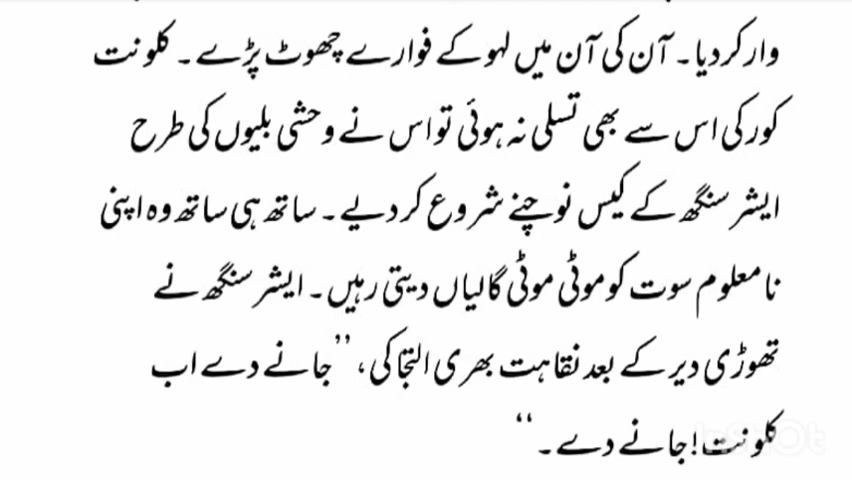 وار کر دیا۔ آن کی آن میں لہو کے فوارے چھوٹ پڑے۔ کلونت
کور کی اس سے بھی تسلی نہ ہوئی تو اس نے وحشی بلیوں کی طرح
ایشر سنگھ کے کیس نوچنے شروع کر دیے۔ ساتھ ہی ساتھ وہ اپنی
نامعلوم سوت کو موٹی موٹی گالیاں دیتی رہیں۔ ایشر سنگھ نے
تھوڑی دیر کے بعد نقاہت بھری التجا کی، ’’جانے دے اب
کلونت! جانے دے۔‘‘
InShOt